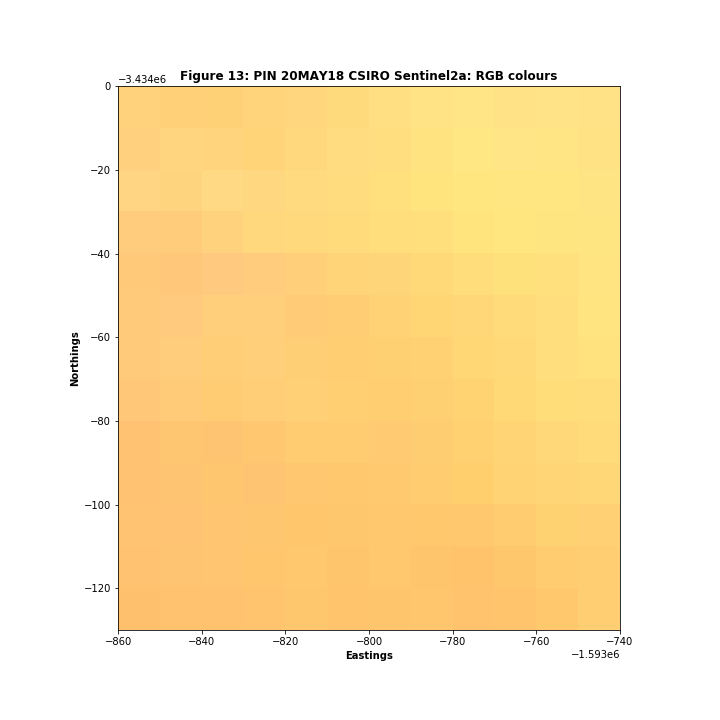 Figure 13: PIN 20MAY18 CSIRO Sentinel2a: RGB colours
−3.434e6
0
−20
−40
−60
−80
−100
−120
Northings
−860
−840
−820
−800
−780
−760
−740
Eastings
−1.593e6